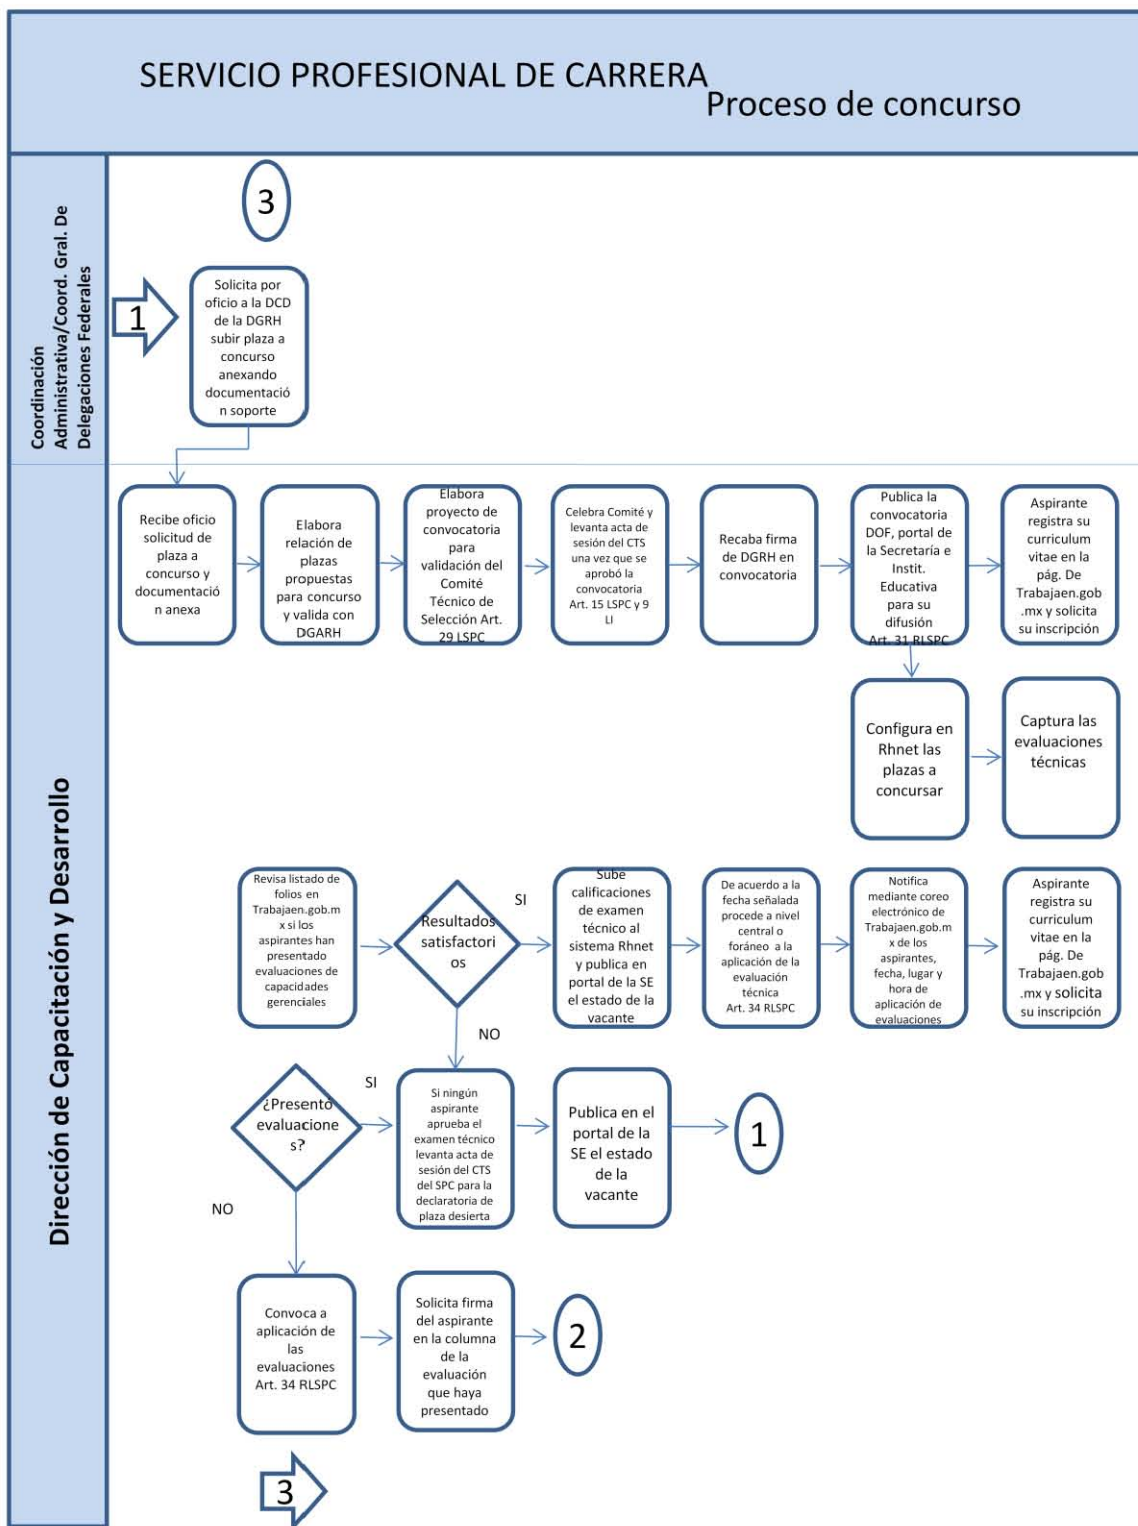 SERVICIO PROFESIONAL DE CARRERA
Proceso de concurso
Coordinación
Administrativa/Coord. Gral. De
Delegaciones Federales
3
1
Solicita por
oficio a la DCD
de la DGRH
subir plaza a
concurso
anexando
documentació
n soporte
Dirección de Capacitación y Desarrollo
Recibe oficio
solicitud de
plaza a
concurso y
documentació
n anexa
Elabora
relación de
plazas
propuestas
para concurso
y valida con
DGARH
Elabora
proyecto de
convocatoria
para
validación del
Comité
Técnico de
Selección Art.
29 LSPC
Celebra Comité y
levanta acta de
sesión del CTS
una vez que se
aprobó la
convocatoria
Art. 15 LSPC y 9
LI
Recaba firma
de DGRH en
convocatoria
Publica la
convocatoria
DOF, portal de
la Secretaría e
Instit.
Educativa
para su
difusión
Art. 31 RLSPC
Aspirante
registra su
curriculum
vitae en la
pág. De
Trabajaen.gob
.mx y solicita
su inscripción
Configura en
Rhnet las
plazas a
concursar
Captura las
evaluaciones
técnicas
Revisa listado de
folios en
Trabajaen.gob.m
x si los
aspirantes han
presentado
evaluaciones de
capacidades
gerenciales
Resultados
satisfactori
os
SI
NO
Sube
calificaciones
de examen
técnico al
sistema Rhnet
y publica en
portal de la SE
el estado de la
vacante
De acuerdo a la
fecha señalada
procede a nivel
central o
foráneo a la
aplicación de la
evaluación
técnica
Art. 34 RLSPC
Notifica
mediante coreo
electrónico de
Trabajaen.gob.m
x de los
aspirantes,
fecha, lugar y
hora de
aplicación de
evaluaciones
Aspirante
registra su
curriculum
vitae en la
pág. De
Trabajaen.gob
.mx y solicita
su inscripción
¿Presentó
evaluacione
s?
SI
NO
Si ningún
aspirante
aprueba el
examen técnico
levanta acta de
sesión del CTS
del SPC para la
declaratoria de
plaza desierta
Publica en el
portal de la
SE el estado
de la
vacante
1
Convoca a
aplicación de
las
evaluaciones
Art. 34 RLSPC
Solicita firma
del aspirante
en la columna
de la
evaluación
que haya
presentado
2
3